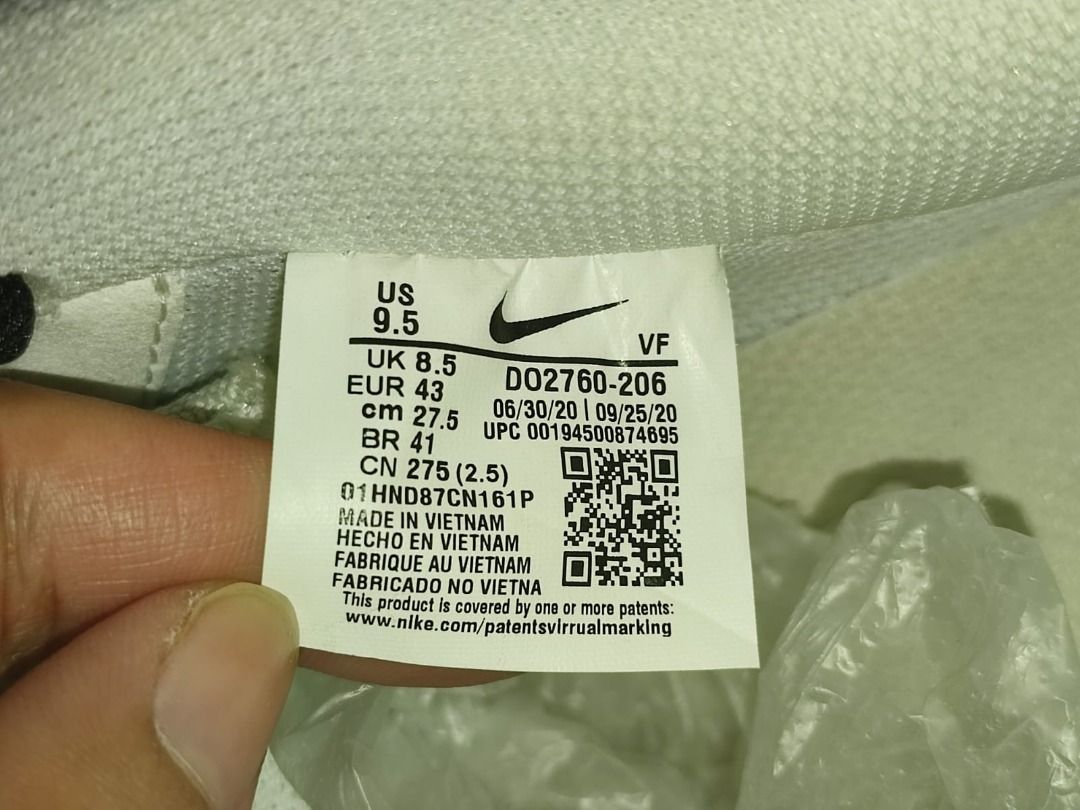 US
9.5
VF
UK 8.5
EUR 43
cm 27.5
BR 41
CN 275 (2.5)
DO2760-206
06/30/20 | 09/25/20
UPC 00194500874695
01HND87CN161P
MADE IN VIETNAM
HECHO EN VIETNAM
FABRIQUE AU VIETNAM
FABRICADO NO VIETNA
This product is covered by one or more patents:
www.nlke.com/patentsvlrrualmarklng